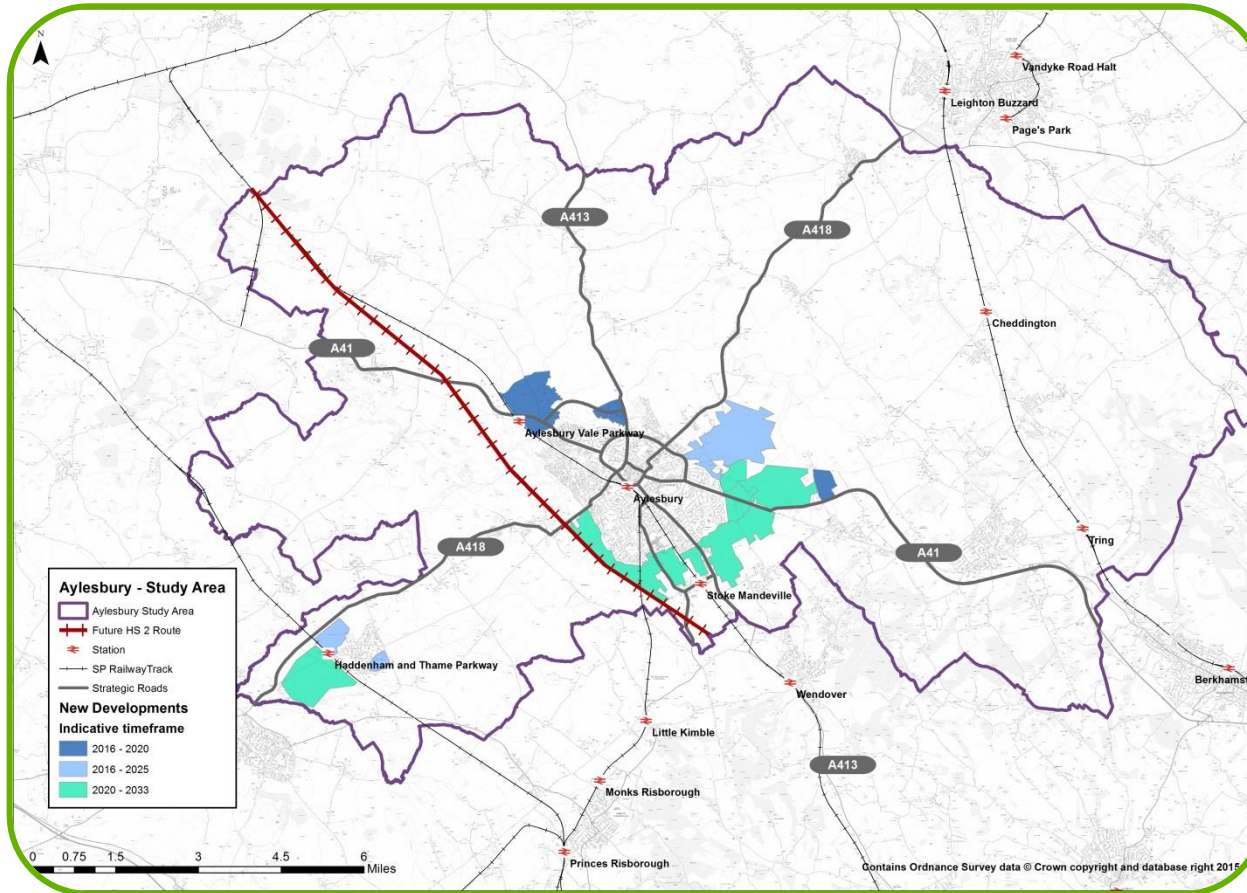 N
Vandyke Road Halt
Leighton Buzzard
Page's Park
A413
A418
Cheddington
A41
Aylesbury Vale Parkway
Aylesbury
Tring
A418
A41
Stoke Mandeville
Haddenham and Thame Parkway
Berkhamst
Wendover
Little Kimble
A413
Monks Risborough
Princes Risborough
Aylesbury - Study Area
Aylesbury Study Area
Future HS 2 Route
Station
SP RailwayTrack
Strategic Roads
New Developments
Indicative timeframe
2016 - 2020
2016 - 2025
2020 - 2033
0 0.75 1.5 3 4.5 6
Miles
Contains Ordnance Survey data © Crown copyright and database right 2015